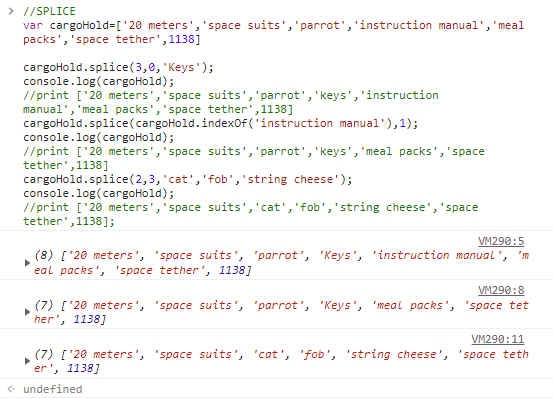 //SPLICE
var cargoHold=['20 meters','space suits','parrot','instruction manual','meal
packs','space tether',1138]
cargoHold.splice(3,0,'Keys');
console.log(cargoHold);
//print ['20 meters','space suits','parrot','keys','instruction
manual','meal packs','space tether',1138]
cargoHold.splice(cargoHold.indexOf('instruction manual'),1);
console.log(cargoHold);
//print ['20 meters','space suits','parrot','keys','meal packs','space
tether',1138]
cargoHold.splice(2,3,'cat','fob','string cheese');
console.log(cargoHold);
//print ['20 meters','space suits','cat','fob','string cheese','space
tether',1138];
VM290:5
(8) ['20 meters', 'space suits', 'parrot', 'Keys', 'instruction manual', 'm
eal packs', 'space tether', 1138]
VM290:8
(7) ['20 meters', 'space suits', 'parrot', 'Keys', 'meal packs', 'space tet
her', 1138]
VM290:11
(7) ['20 meters', 'space suits', 'cat', 'fob', 'string cheese', 'space teth
er', 1138]
undefined